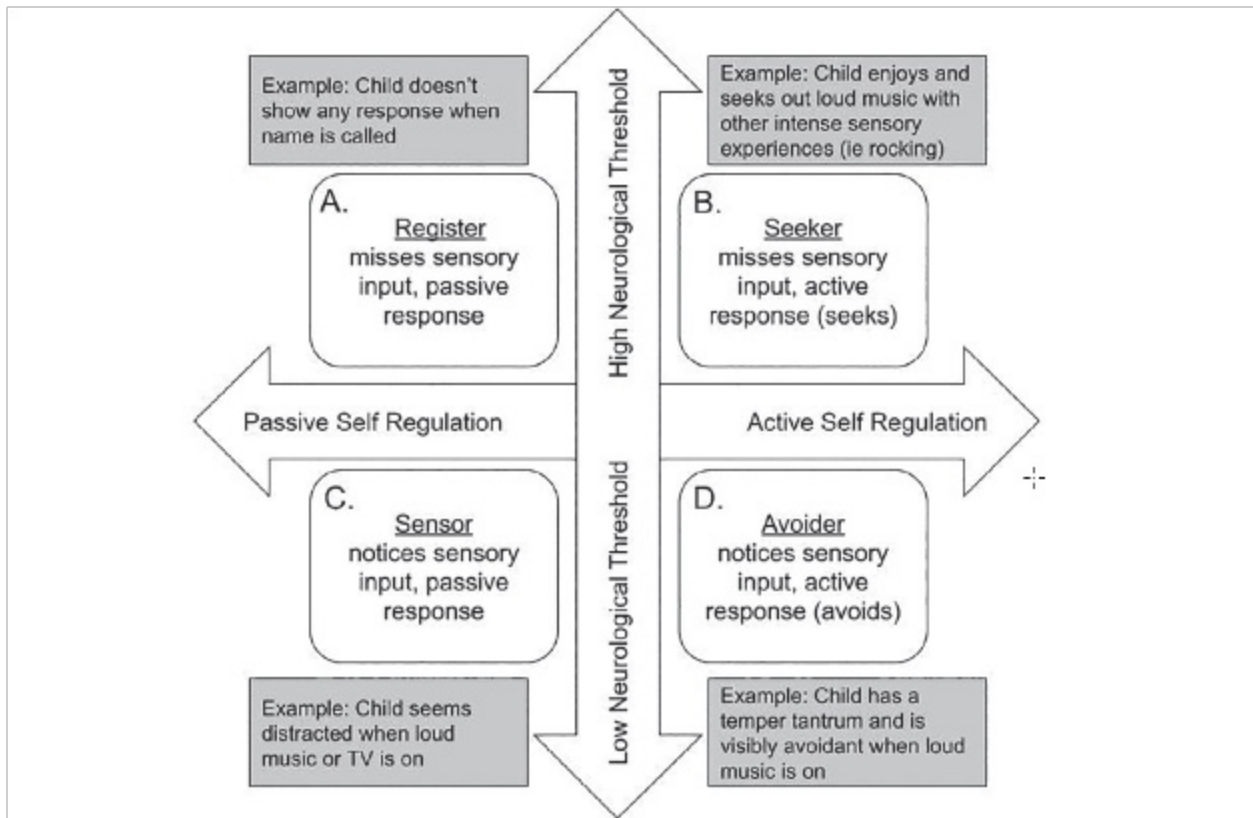 Example: Child doesn't
show any response when
name is called
Example: Child enjoys and
seeks out loud music with
other intense sensory
experiences (ie rocking)
High Neurological Threshold
A.
Register
misses sensory
input, passive
response
B.
Seeker
misses sensory
input, active
response (seeks)
Passive Self Regulation
Active Self Regulation
C.
Sensor
notices sensory
input, passive
response
Low Neurological Threshold
D.
Avoider
notices sensory
input, active
response (avoids)
Example: Child seems
distracted when loud
music or TV is on
Example: Child has a
temper tantrum and is
visibly avoidant when loud
music is on